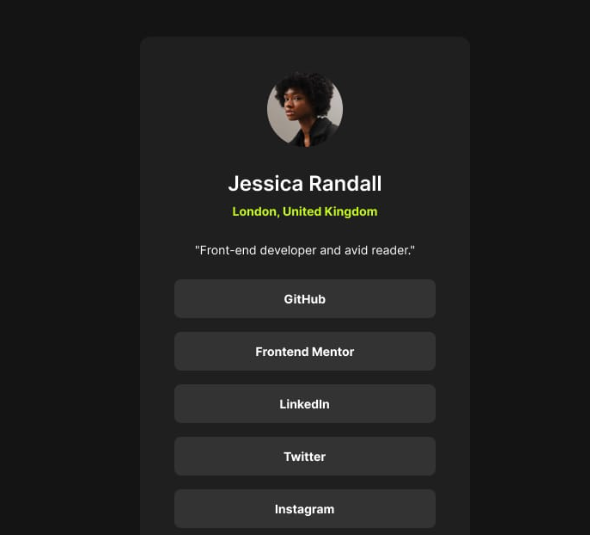 Jessica Randall
London, United Kingdom
"Front-end developer and avid reader."
GitHub
Frontend Mentor
LinkedIn
Twitter
Instagram